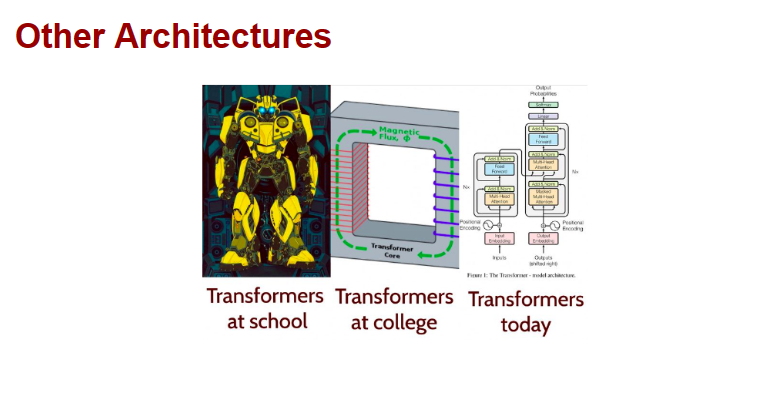 Other Architectures
Magnetic
Flux, Φ
Transformer
Core
Output
Probabilities
Softmax
Linear
Add & Norm
Feed
Forward
Add & Norm
Multi-Head
Attention
Add & Norm
Feed
Forward
Nx
Add & Norm
Masked
Multi-Head
Attention
Nx
Add & Norm
Multi-Head
Attention
Positional
Encoding
Positional
Encoding
Input
Embedding
Output
Embedding
Inputs
Outputs
(shifted right)
Figure 1: The Transformer - model architecture.
Transformers
at school
Transformers
at college
Transformers
today